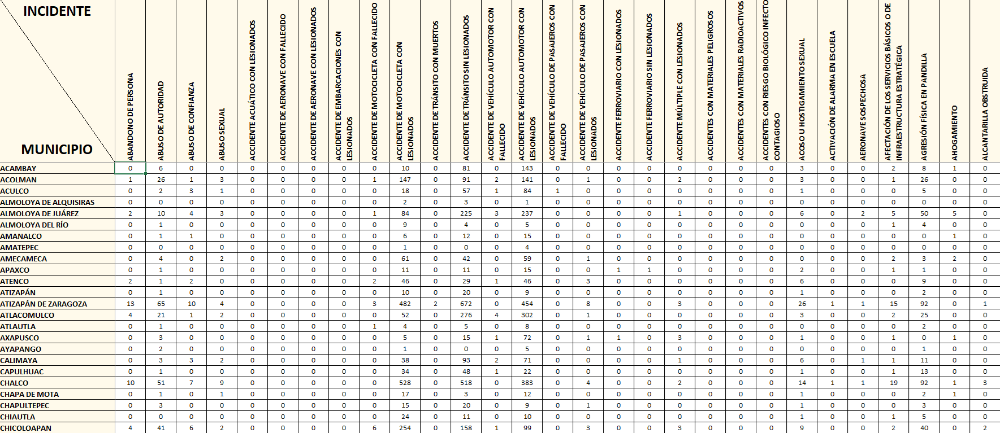 INCIDENTE
MUNICIPIO
ABANDONO DE PERSONA
ABUSO DE AUTORIDAD
ABUSO DE CONFIANZA
ABUSO SEXUAL
ACCIDENTE ACUÁTICO CON LESIONADOS
ACCIDENTE DE AERONAVE CON FALLECIDO
ACCIDENTE DE AERONAVE CON LESIONADOS
ACCIDENTE DE EMBARCACIONES CON
LESIONADOS
ACCIDENTE DE MOTOCICLETA CON FALLECIDO
ACCIDENTE DE MOTOCICLETA CON
LESIONADOS
ACCIDENTE DE TRÁNSITO CON MUERTOS
ACCIDENTE DE TRÁNSITO SIN LESIONADOS
ACCIDENTE DE VEHÍCULO AUTOMOTOR CON
FALLECIDO
ACCIDENTE DE VEHÍCULO AUTOMOTOR CON
LESIONADOS
ACCIDENTE DE VEHÍCULO DE PASAJEROS CON
FALLECIDO
ACCIDENTE DE VEHÍCULO DE PASAJEROS CON
LESIONADOS
ACCIDENTE FERROVIARIO CON LESIONADOS
ACCIDENTE FERROVIARIO SIN LESIONADOS
ACCIDENTE MÚLTIPLE CON LESIONADOS
ACCIDENTES CON MATERIALES PELIGROSOS
ACCIDENTES CON MATERIALES RADIOACTIVOS
ACCIDENTES CON RIESGO BIOLÓGICO INFECTO
CONTAGIOSO
ACOSO U HOSTIGAMIENTO SEXUAL
ACTIVACIÓN DE ALARMA EN ESCUELA
AERONAVE SOSPECHOSA
AFECTACIÓN DE LOS SERVICIOS BÁSICOS O DE
INFRAESTRUCTURA ESTRATÉGICA
AGRESIÓN FÍSICA EN PANDILLA
AHOGAMIENTO
ALCANTARILLA OBSTRUIDA
ACAMBAY 0 6 0 0 0 0 0 0 0 10 0 81 0 143 0 0 0 0 0 0 0 0 3 0 0 2 8 1 0
ACOLMAN 1 26 1 3 0 0 0 0 1 147 0 91 2 141 0 1 0 0 2 0 0 0 3 0 0 1 26 0 0
ACULCO 0 2 3 1 0 0 0 0 0 18 0 57 1 84 1 0 0 0 0 0 0 0 1 0 0 0 5 0 0
ALMOLOYA DE ALQUISIRAS 0 0 0 0 0 0 0 0 0 2 0 3 0 1 0 0 0 0 0 0 0 0 0 0 0 0 0 0 0
ALMOLOYA DE JUÁREZ 2 10 4 3 0 0 0 0 1 84 0 225 3 237 0 0 0 0 1 0 0 0 6 0 2 5 50 5 0
ALMOLOYA DEL RÍO 0 1 0 0 0 0 0 0 0 9 0 4 0 5 0 0 0 0 0 0 0 0 0 0 0 1 4 0 0
AMANALCO 0 1 1 0 0 0 0 0 0 6 0 12 0 15 0 0 0 0 0 0 0 0 0 0 0 0 0 1 0
AMATEPEC 0 0 0 0 0 0 0 0 0 1 0 0 0 4 0 0 0 0 0 0 0 0 0 0 0 0 0 0 0
AMECAMECA 0 4 0 2 0 0 0 0 0 61 0 42 0 59 0 1 0 0 0 0 0 0 0 0 0 2 3 2 0
APAXCO 0 1 0 0 0 0 0 0 0 11 0 11 0 15 0 0 1 1 0 0 0 0 2 0 0 1 1 0 0
ATENCO 2 1 2 0 0 0 0 0 2 46 0 29 1 46 0 3 0 0 0 0 0 0 6 0 0 0 9 0 0
ATIZAPÁN 0 1 0 0 0 0 0 0 0 10 0 20 0 9 0 0 0 0 0 0 0 0 1 0 0 0 2 0 0
ATIZAPÁN DE ZARAGOZA 13 65 10 4 0 0 0 0 3 482 2 672 0 454 0 8 0 0 3 0 0 0 26 1 1 15 92 0 1
ATLACOMULCO 4 21 1 2 0 0 0 0 0 52 0 276 4 302 0 1 0 0 0 0 0 0 3 0 0 2 25 0 0
ATLAUTLA 0 1 0 0 0 0 0 0 1 4 0 5 0 8 0 0 0 0 0 0 0 0 0 0 0 0 2 0 0
AXAPUSCO 0 3 0 0 0 0 0 0 0 5 0 15 1 72 0 1 1 0 3 0 0 0 1 0 0 1 0 1 0
AYAPANGO 0 2 0 0 0 0 0 0 0 1 0 0 0 5 0 0 0 0 0 0 0 0 0 0 0 0 1 0 0
CALIMAYA 0 3 3 2 0 0 0 0 0 38 0 93 2 71 0 0 0 0 1 0 0 0 6 0 1 1 11 0 0
CAPULHUAC 0 1 0 0 0 0 0 0 0 34 0 48 1 22 0 0 0 0 0 0 0 0 1 0 0 1 13 0 0
CHALCO 10 51 7 9 0 0 0 0 0 528 0 518 0 383 0 4 0 0 2 0 0 0 14 1 1 19 92 1 3
CHAPA DE MOTA 0 1 0 1 0 0 0 0 0 17 0 3 0 12 0 0 0 0 0 0 0 0 1 0 0 0 2 1 0
CHAPULTEPEC 0 3 0 0 0 0 0 0 0 15 0 20 0 9 0 1 0 0 0 0 0 0 1 0 0 0 3 0 0
CHIAUTLA 0 0 0 0 0 0 0 0 0 24 0 11 0 10 0 0 0 0 0 0 0 0 1 0 0 1 5 0 0
CHICOLOAPAN 4 41 6 2 0 0 0 0 6 254 0 158 1 99 0 3 0 0 3 0 0 0 9 0 0 2 40 0 2